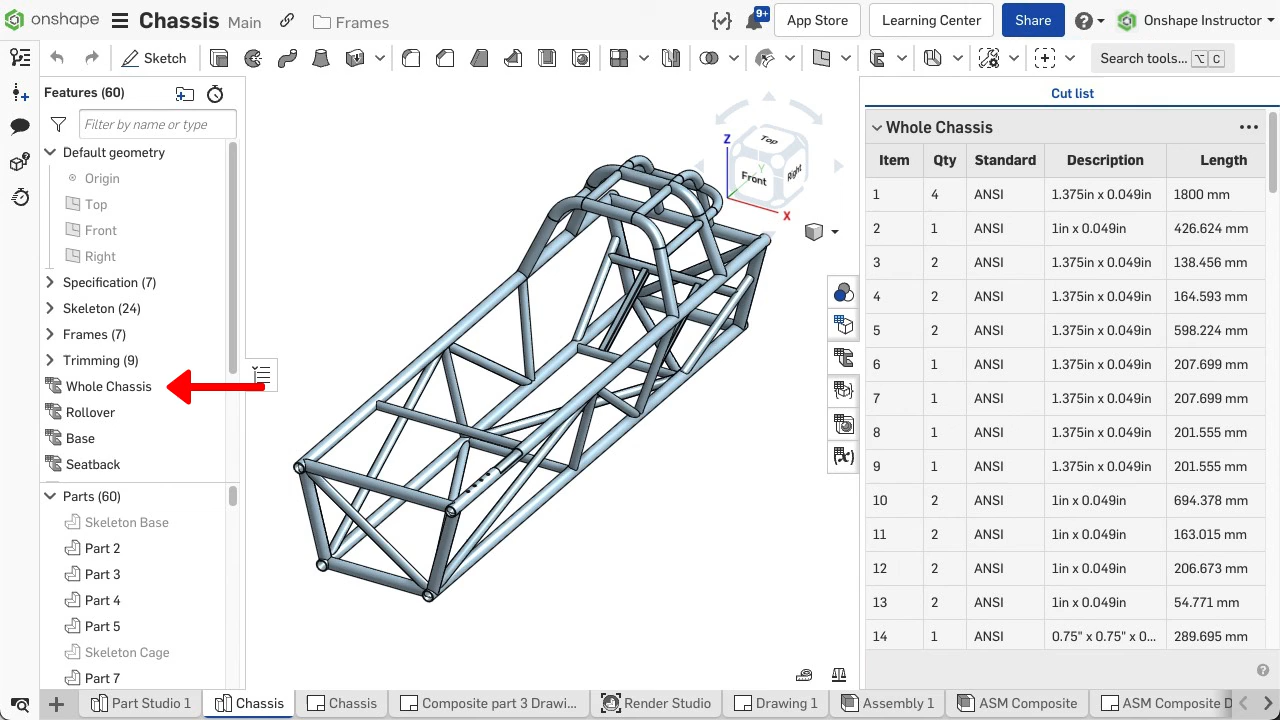 onshape Chassis Main Frames 9+ App Store Learning Center Share Onshape Instructor
Sketch Search tools... ⌥ C
Features (60)
Filter by name or type
Default geometry
Origin
Top
Front
Right
Specification (7)
Skeleton (24)
Frames (7)
Trimming (9)
Whole Chassis
Rollover
Base
Seatback
Parts (60)
Skeleton Base
Part 2
Part 3
Part 4
Part 5
Skeleton Cage
Part 7
Z
Top
Y
Front
Right
X
(x)
Cut list
Whole Chassis
Item Qty Standard Description Length
1 4 ANSI 1.375in x 0.049in 1800 mm
2 1 ANSI 1in x 0.049in 426.624 mm
3 2 ANSI 1.375in x 0.049in 138.456 mm
4 2 ANSI 1.375in x 0.049in 164.593 mm
5 2 ANSI 1.375in x 0.049in 598.224 mm
6 1 ANSI 1.375in x 0.049in 207.699 mm
7 1 ANSI 1.375in x 0.049in 207.699 mm
8 1 ANSI 1.375in x 0.049in 201.555 mm
9 1 ANSI 1.375in x 0.049in 201.555 mm
10 2 ANSI 1in x 0.049in 694.378 mm
11 2 ANSI 1in x 0.049in 163.015 mm
12 2 ANSI 1in x 0.049in 206.673 mm
13 2 ANSI 1in x 0.049in 54.771 mm
14 1 ANSI 0.75" x 0.75" x 0... 289.695 mm
Part Studio 1 Chassis Chassis Composite part 3 Drawi... Render Studio Drawing 1 Assembly 1 ASM Composite ASM Composite D